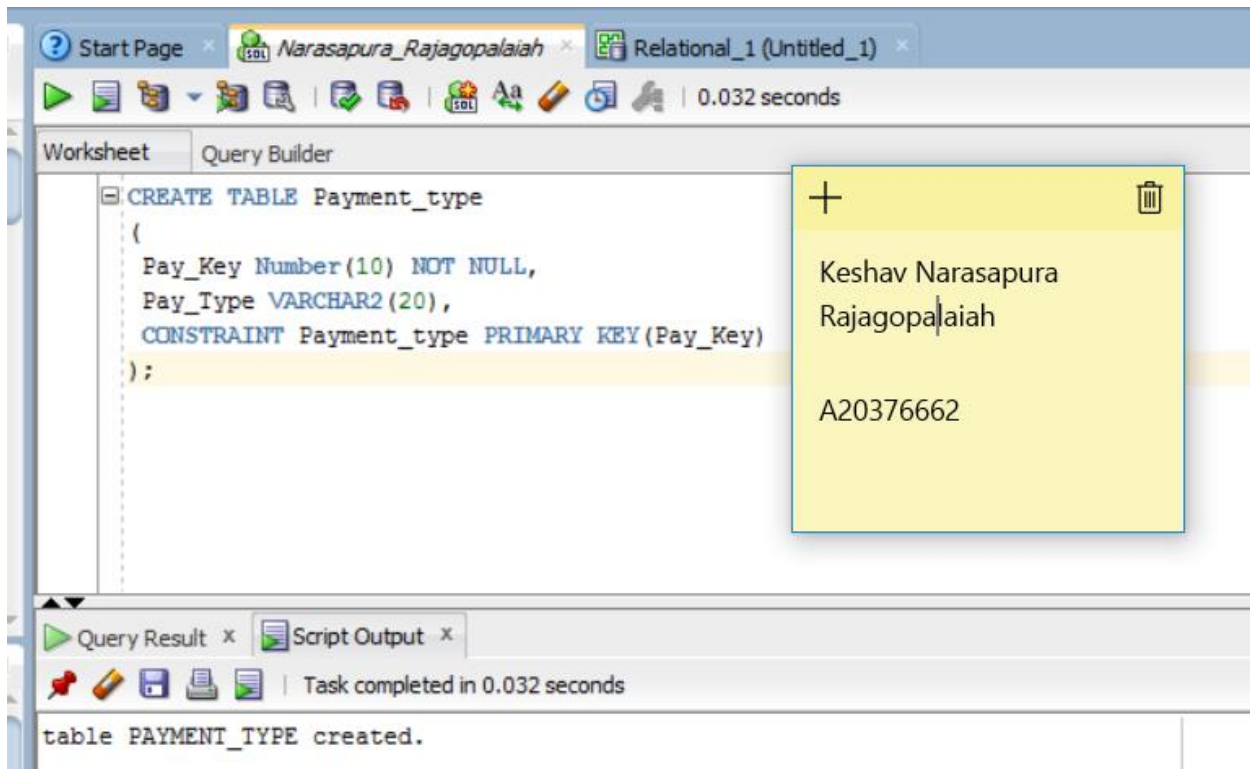 Start Page
Narasapura_Rajagopalaiah
Relational_1 (Untitled_1)
0.032 seconds
Worksheet
Query Builder
CREATE TABLE Payment_type
(
Pay_Key Number(10) NOT NULL,
Pay_Type VARCHAR2(20),
CONSTRAINT Payment_type PRIMARY KEY(Pay_Key)
);
Keshav Narasapura
Rajagopalaiah
A20376662
Query Result
Script Output
Task completed in 0.032 seconds
table PAYMENT_TYPE created.